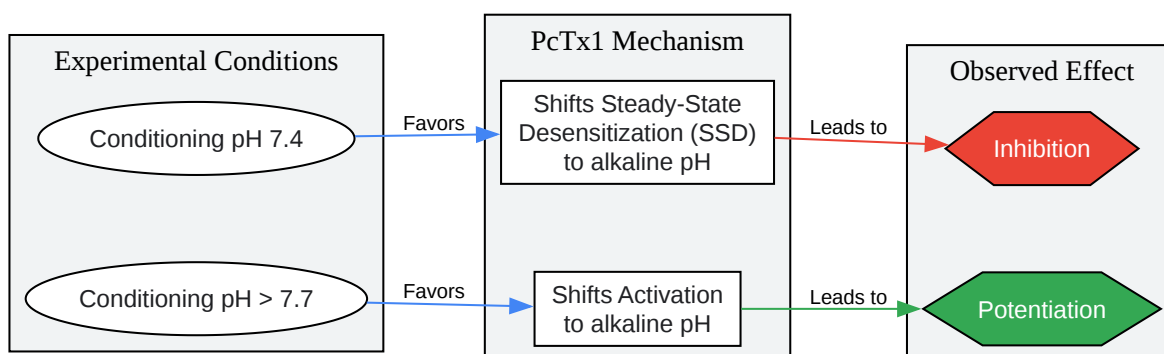 Experimental Conditions
Conditioning pH 7.4
Conditioning pH > 7.7
Favors
Favors
PcTx1 Mechanism
Shifts Steady-State
Desensitization (SSD)
to alkaline pH
Shifts Activation
to alkaline pH
Leads to
Leads to
Observed Effect
Inhibition
Potentiation